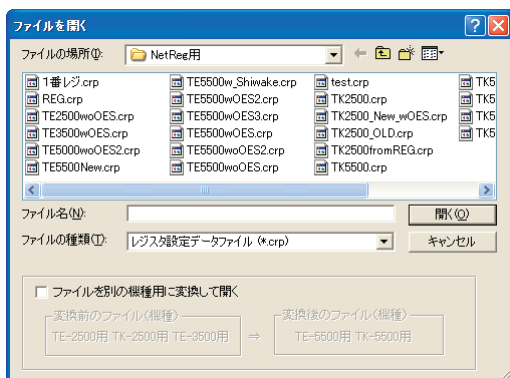 ファイルを開く
ファイルの場所(I):
NetReg用
1番レジ.crp
REG.crp
TE2500woOES.crp
TE3500wOES.crp
TE5000woOES2.crp
TE5500New.crp
TE5500w_Shiwake.crp
TE5500wOES2.crp
TE5500wOES3.crp
TE5500wOES.crp
TE5500woOES2.crp
TE5500woOES.crp
test.crp
TK2500.crp
TK2500_New_wOES.crp
TK2500_OLD.crp
TK2500fromREG.crp
TK5500.crp
TK5
TK5
TK5
ファイル名(N):
開く(O)
ファイルの種類(T):
レジスタ設定データファイル (*.crp)
キャンセル
ファイルを別の機種用に変換して開く
変換前のファイル(機種)
TE-2500用 TK-2500用 TE-3500用
⇒
変換後のファイル(機種)
TE-5500用 TK-5500用